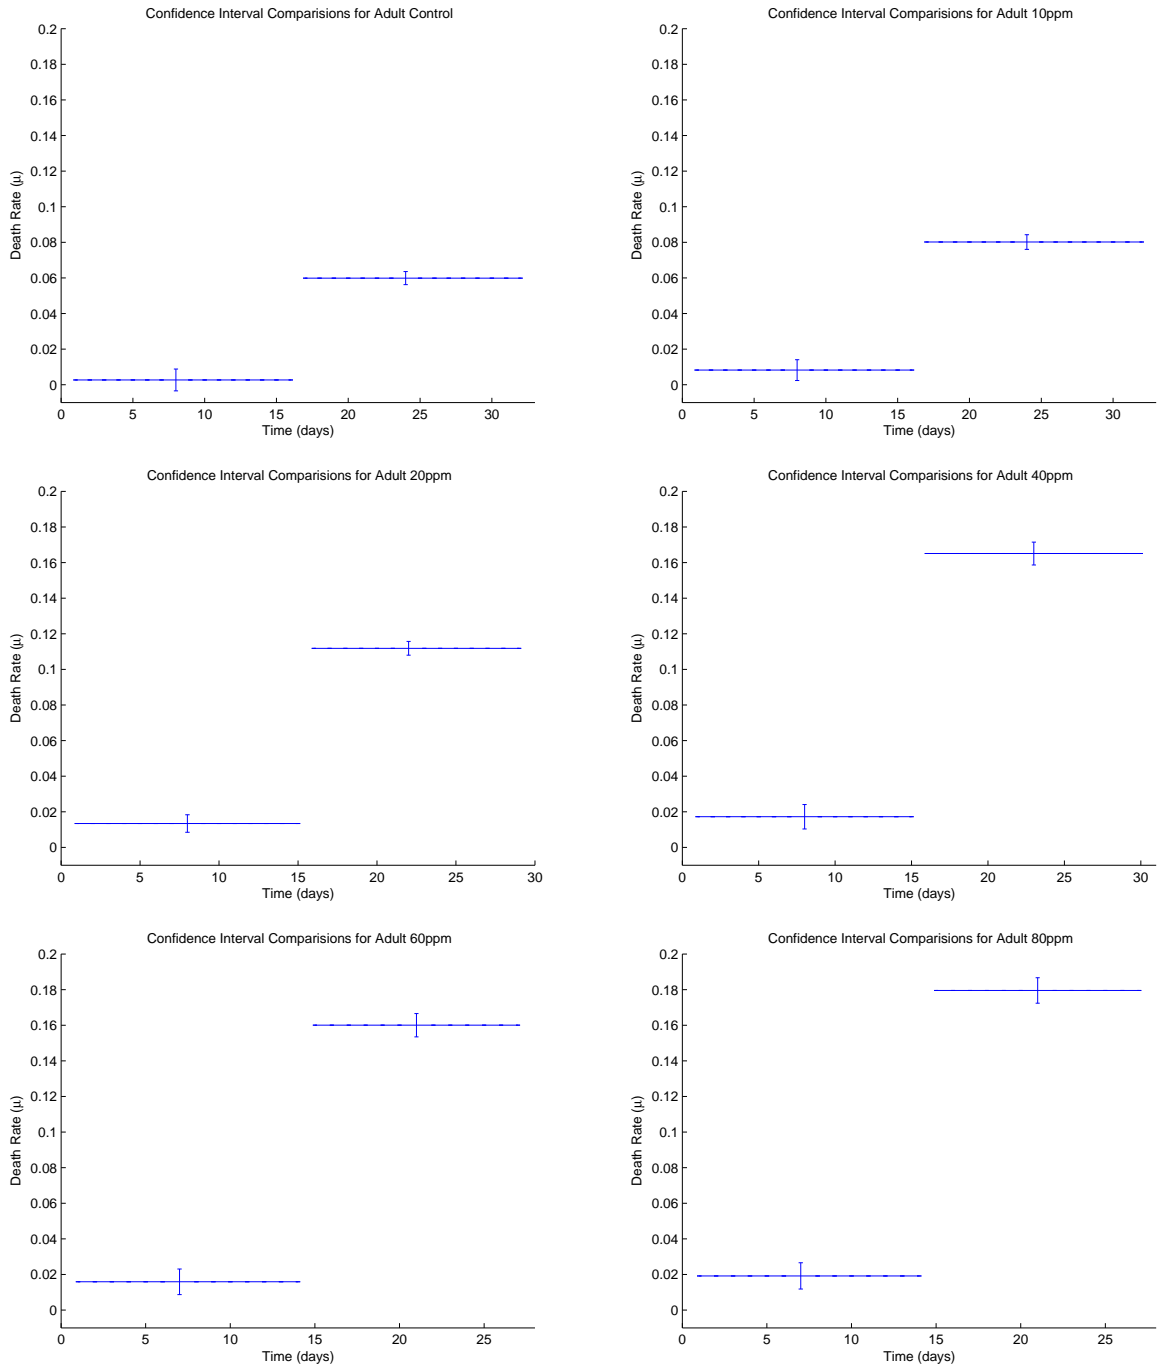 Confidence Interval Comparisions for Adult Control
0.2
0.18
0.16
0.14
0.12
0.1
0.08
0.06
0.04
0.02
0
Death Rate (μ)
0 5 10 15 20 25 30
Time (days)
Confidence Interval Comparisions for Adult 10ppm
0.2
0.18
0.16
0.14
0.12
0.1
0.08
0.06
0.04
0.02
0
Death Rate (μ)
0 5 10 15 20 25 30
Time (days)
Confidence Interval Comparisions for Adult 20ppm
0.2
0.18
0.16
0.14
0.12
0.1
0.08
0.06
0.04
0.02
0
Death Rate (μ)
0 5 10 15 20 25 30
Time (days)
Confidence Interval Comparisions for Adult 40ppm
0.2
0.18
0.16
0.14
0.12
0.1
0.08
0.06
0.04
0.02
0
Death Rate (μ)
0 5 10 15 20 25 30
Time (days)
Confidence Interval Comparisions for Adult 60ppm
0.2
0.18
0.16
0.14
0.12
0.1
0.08
0.06
0.04
0.02
0
Death Rate (μ)
0 5 10 15 20 25
Time (days)
Confidence Interval Comparisions for Adult 80ppm
0.2
0.18
0.16
0.14
0.12
0.1
0.08
0.06
0.04
0.02
0
Death Rate (μ)
0 5 10 15 20 25
Time (days)